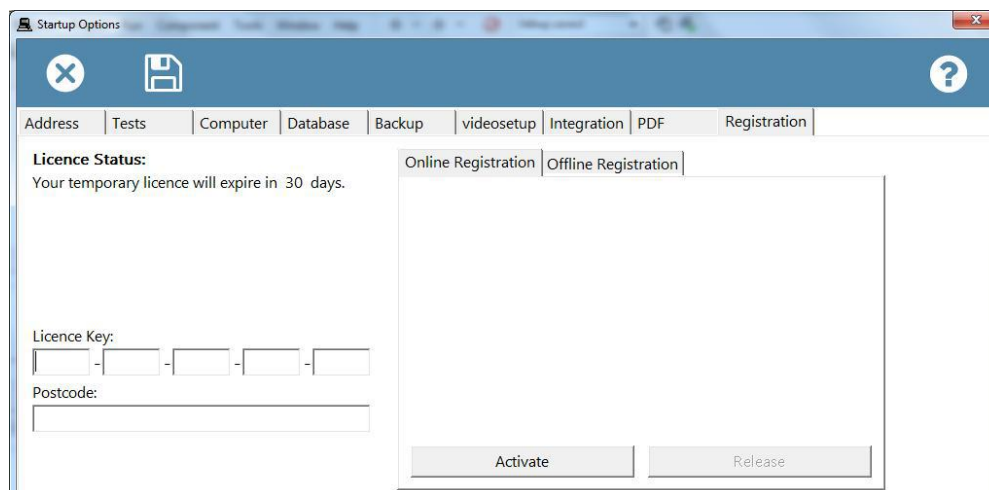 Startup Options
Address Tests Computer Database Backup videosetup Integration PDF Registration
Licence Status:
Your temporary licence will expire in 30 days.
Online Registration Offline Registration
Licence Key:
- - - -
Postcode:
Activate Release